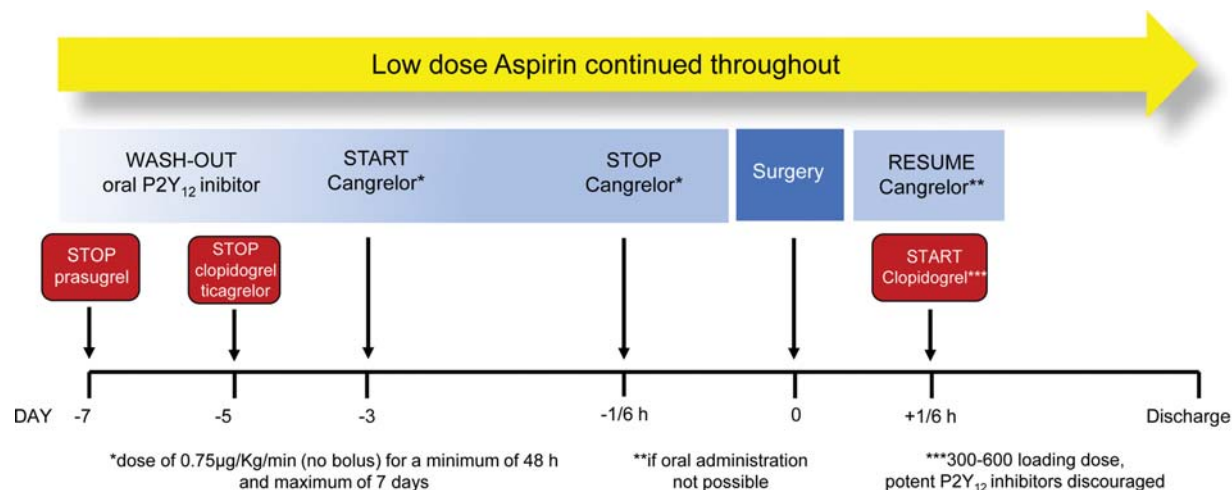 Low dose Aspirin continued throughout
WASH-OUT
oral P2Y12 inibitor
START
Cangrelor*
STOP
Cangrelor*
Surgery
RESUME
Cangrelor**
STOP
prasugrel
STOP
clopidogrel
ticagrelor
START
Clopidogrel***
DAY -7 -5 -3 -1/6 h 0 +1/6 h Discharge
*dose of 0.75µg/Kg/min (no bolus) for a minimum of 48 h
and maximum of 7 days
**if oral administration
not possible
***300-600 loading dose,
potent P2Y12 inhibitors discouraged